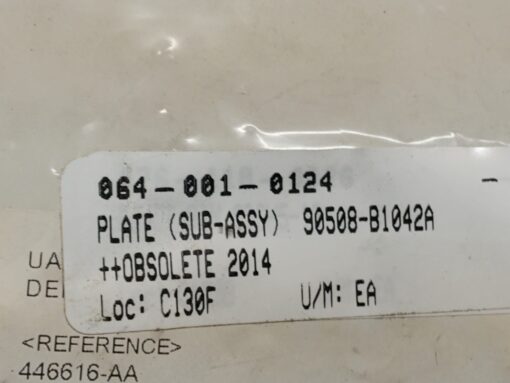 064-001-0124 -
PLATE (SUB-ASSY) 90508-B1042A
++OBSOLETE 2014
Loc: C130F U/M: EA
UA
DE
<REFERENCE>
446616-AA